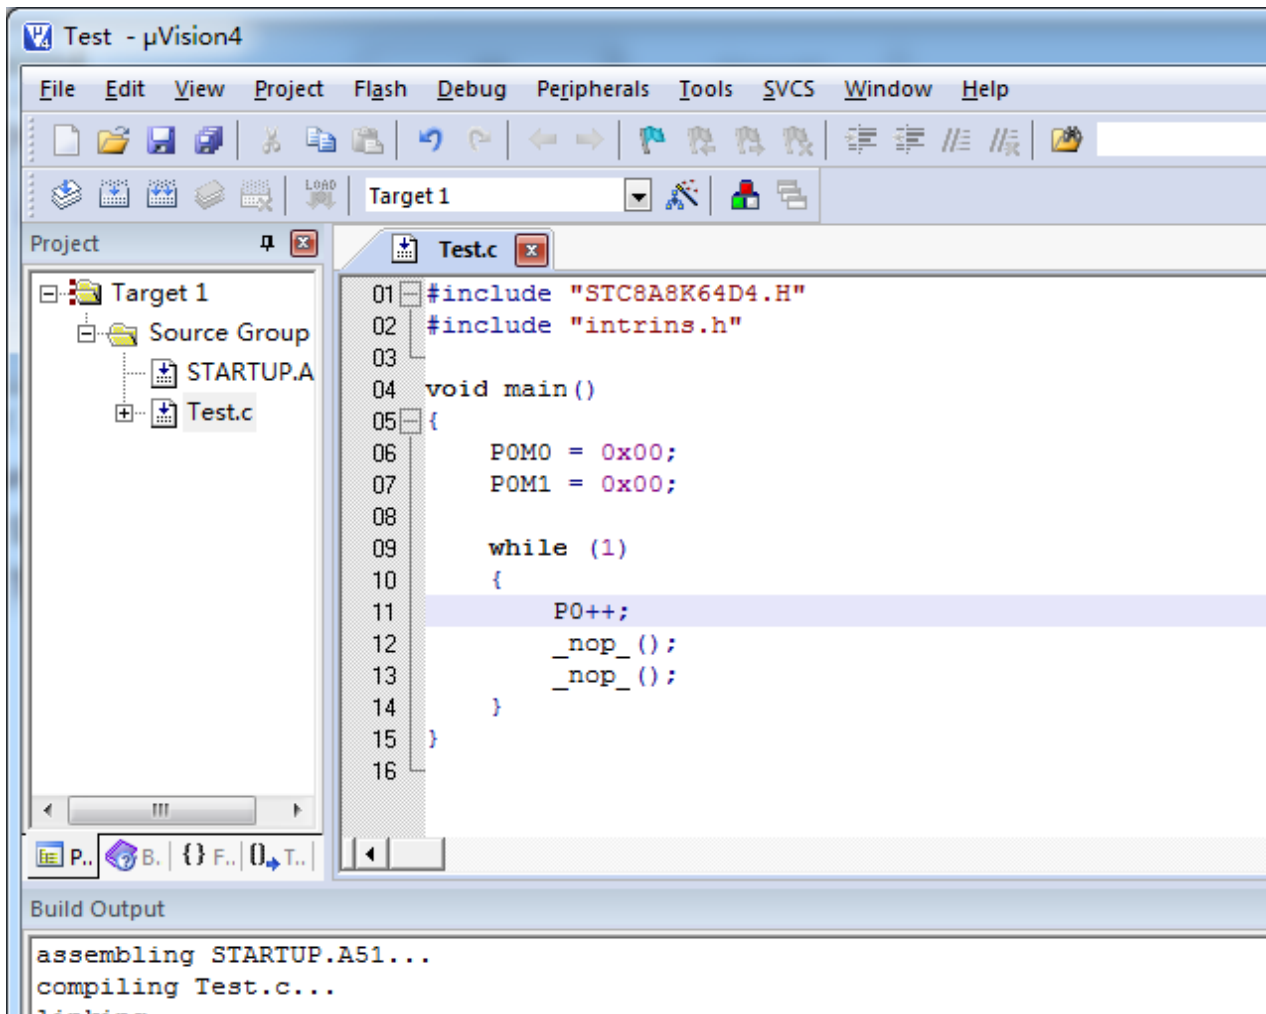 Test - µVision4
File Edit View Project Flash Debug Peripherals Tools SVCS Window Help
LOAD
Target 1
Project
Test.c
Target 1
Source Group
STARTUP.A
Test.c
01 #include "STC8A8K64D4.H"
02 #include "intrins.h"
03
04 void main()
05 {
06 P0M0 = 0x00;
07 P0M1 = 0x00;
08
09 while (1)
10 {
11 P0++;
12 _nop_();
13 _nop_();
14 }
15 }
16
P.. B. {} F.. 0 T..
Build Output
assembling STARTUP.A51...
compiling Test.c...
linking...